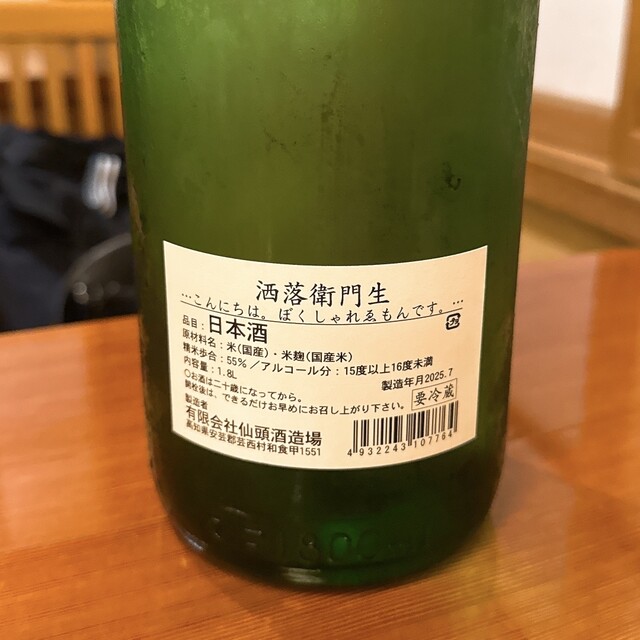 洒落衛門生
…こんにちは。ぼくしゃれゑもんです。…
品目：日本酒
原材料名：米(国産)・米麹(国産米)
精米歩合：55%／アルコール分：15度以上16度未満
内容量：1.8L
製造年月2025.7
○お酒は二十歳になってから。
開栓後は、できるだけお早めにお召し上がり下さい。
要冷蔵
製造者
有限会社仙頭酒造場
高知県安芸郡芸西村和食甲1551
4932243107764